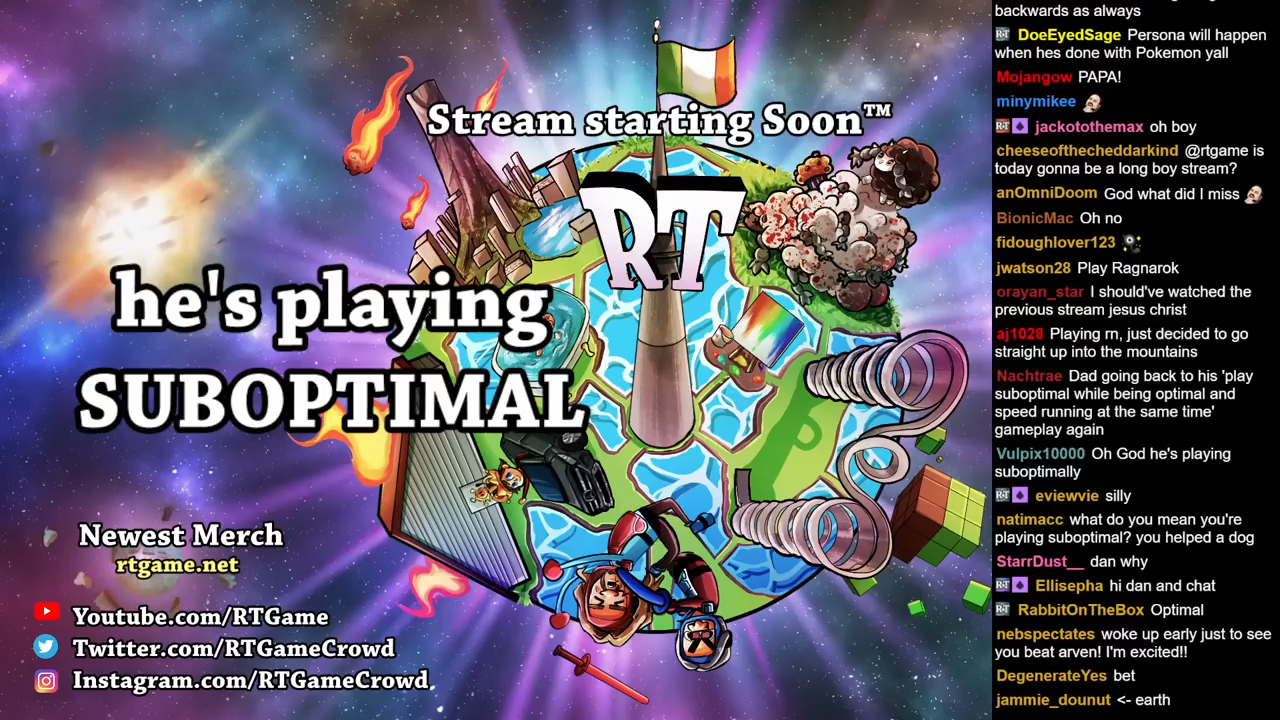 Stream starting Soon™
RT
he's playing
SUBOPTIMAL
Newest Merch
rtgame.net
Youtube.com/RTGame
Twitter.com/RTGameCrowd
Instagram.com/RTGameCrowd
backwards as always
DoeEyedSage Persona will happen
when hes done with Pokemon yall
Mojangow PAPA!
minymikee
jackotothemax oh boy
cheeseofthecheddarkind @rtgame is
today gonna be a long boy stream?
anOmniDoom God what did I miss
BionicMac Oh no
fidoughlover123
jwatson28 Play Ragnarok
orayan_star I should've watched the
previous stream jesus christ
aj1028 Playing rn, just decided to go
straight up into the mountains
Nachtrae Dad going back to his 'play
suboptimal while being optimal and
speed running at the same time'
gameplay again
Vulpix10000 Oh God he's playing
suboptimally
eviewvie silly
natimacc what do you mean you're
playing suboptimal? you helped a dog
StarrDust__ dan why
Ellisepha hi dan and chat
RabbitOnTheBox Optimal
nebspectates woke up early just to see
you beat arven! I'm excited!!
DegenerateYes bet
jammie_dounut <- earth